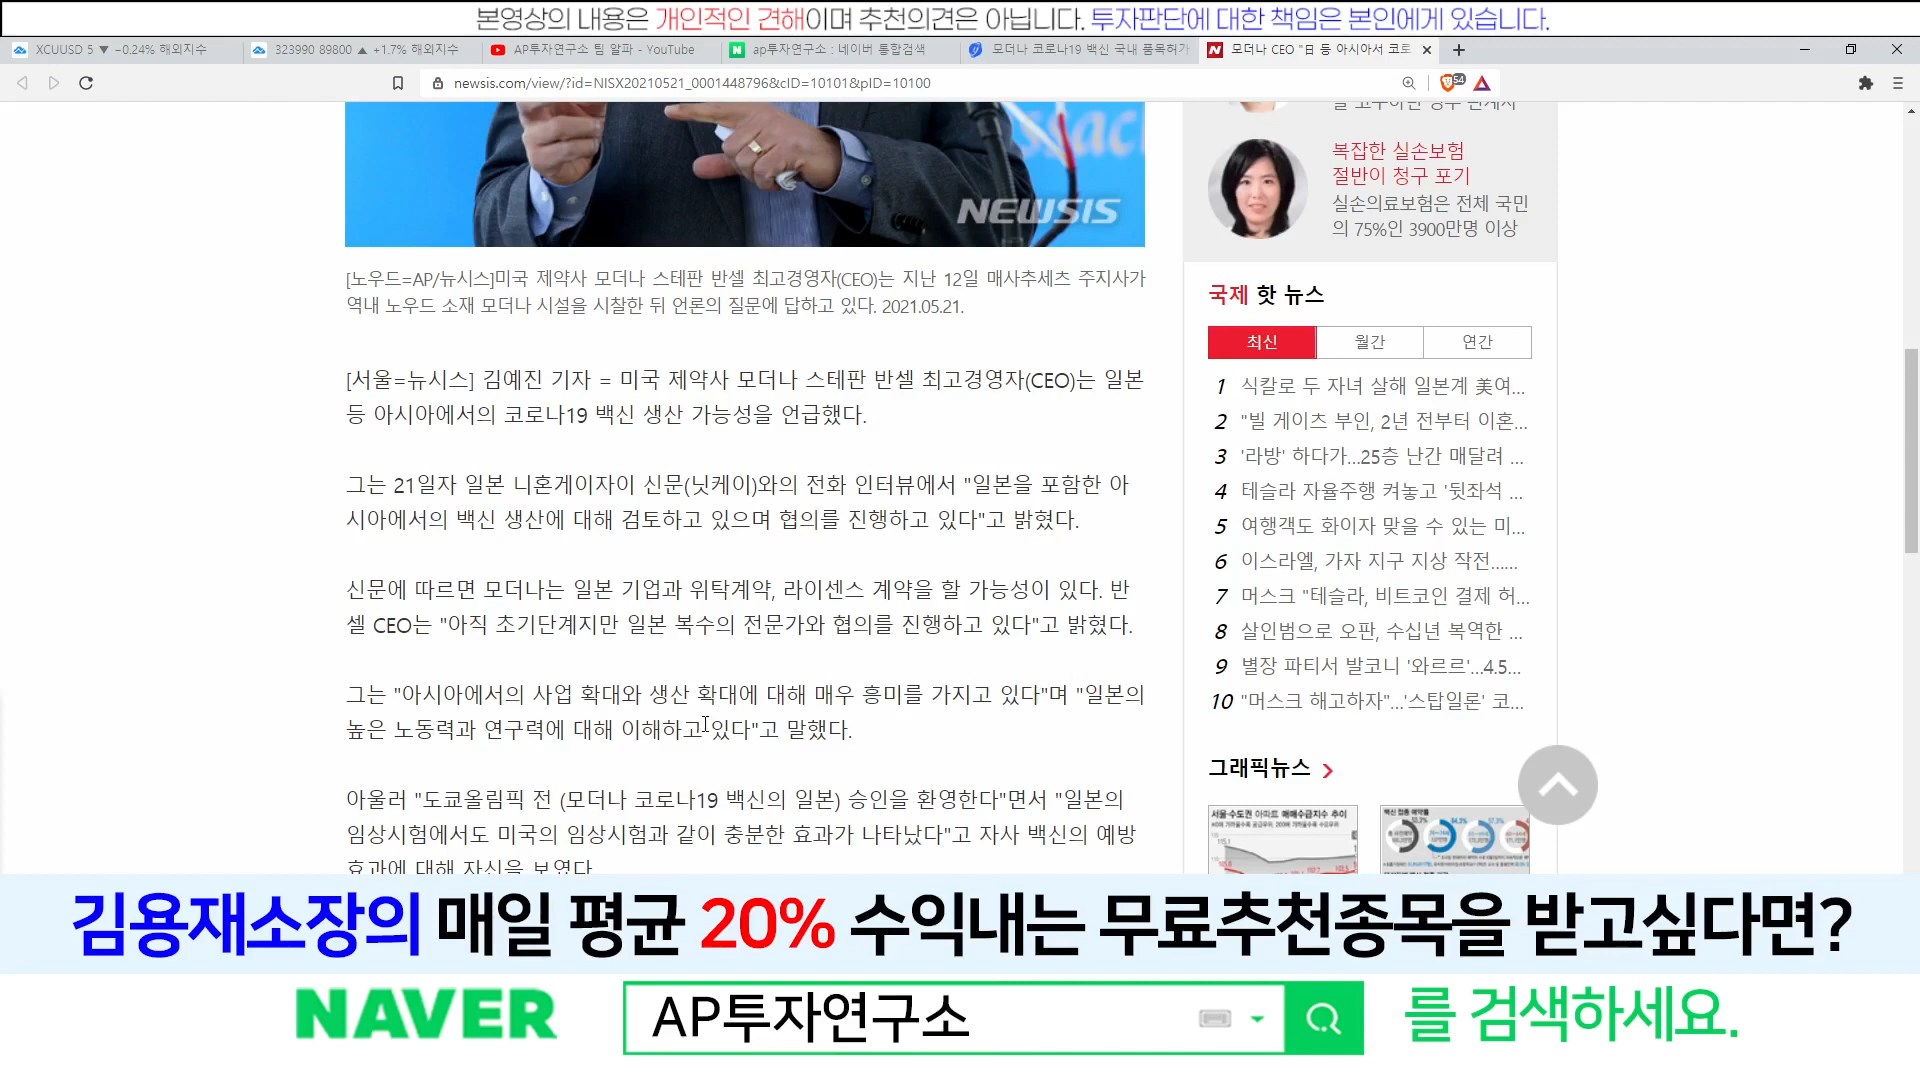 본영상의 내용은 개인적인 견해이며 추천의견은 아닙니다. 투자판단에 대한 책임은 본인에게 있습니다.
XCUUSD 5 ▼ −0.24% 해외지수
323990 89800 ▲ +1.7% 해외지수
AP투자연구소 팀 알파 - YouTube
ap투자연구소 : 네이버 통합검색
모더나 코로나19 백신 국내 품목허가
모더나 CEO "日 등 아시아서 코로
newsis.com/view/?id=NISX20210521_0001448796&cID=10101&pID=10100
54
NEWSIS
복잡한 실손보험
절반이 청구 포기
실손의료보험은 전체 국민
의 75%인 3900만명 이상
[노우드=AP/뉴시스]미국 제약사 모더나 스테판 반셀 최고경영자(CEO)는 지난 12일 매사추세츠 주지사가
역내 노우드 소재 모더나 시설을 시찰한 뒤 언론의 질문에 답하고 있다. 2021.05.21.
[서울=뉴시스] 김예진 기자 = 미국 제약사 모더나 스테판 반셀 최고경영자(CEO)는 일본
등 아시아에서의 코로나19 백신 생산 가능성을 언급했다.
그는 21일자 일본 니혼게이자이 신문(닛케이)와의 전화 인터뷰에서 "일본을 포함한 아
시아에서의 백신 생산에 대해 검토하고 있으며 협의를 진행하고 있다"고 밝혔다.
신문에 따르면 모더나는 일본 기업과 위탁계약, 라이센스 계약을 할 가능성이 있다. 반
셀 CEO는 "아직 초기단계지만 일본 복수의 전문가와 협의를 진행하고 있다"고 밝혔다.
그는 "아시아에서의 사업 확대와 생산 확대에 대해 매우 흥미를 가지고 있다"며 "일본의
높은 노동력과 연구력에 대해 이해하고 있다"고 말했다.
아울러 "도쿄올림픽 전 (모더나 코로나19 백신의 일본) 승인을 환영한다"면서 "일본의
임상시험에서도 미국의 임상시험과 같이 충분한 효과가 나타났다"고 자사 백신의 예방
효과에 대해 자신을 보였다
국제 핫 뉴스
최신 월간 연간
1 식칼로 두 자녀 살해 일본계 美여...
2 "빌 게이츠 부인, 2년 전부터 이혼...
3 '라방' 하다가...25층 난간 매달려 ...
4 테슬라 자율주행 켜놓고 '뒷좌석 ...
5 여행객도 화이자 맞을 수 있는 미...
6 이스라엘, 가자 지구 지상 작전......
7 머스크 "테슬라, 비트코인 결제 허...
8 살인범으로 오판, 수십년 복역한 ...
9 별장 파티서 발코니 '와르르'...4.5...
10 "머스크 해고하자"...'스탑일론' 코...
그래픽뉴스
서울·수도권 아파트 매매수급지수 추이
김용재소장의 매일 평균 20% 수익내는 무료추천종목을 받고싶다면?
NAVER AP투자연구소 를 검색하세요.